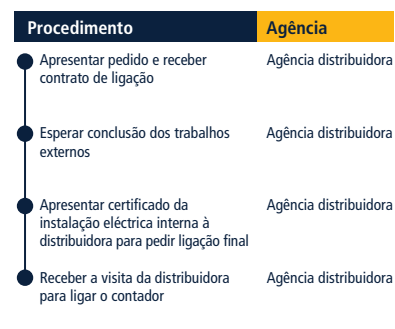 Procedimento Agência
Apresentar pedido e receber Agência distribuidora
contrato de ligação
Esperar conclusão dos trabalhos Agência distribuidora
externos
Apresentar certificado da Agência distribuidora
instalação eléctrica interna à
distribuidora para pedir ligação final
Receber a visita da distribuidora Agência distribuidora
para ligar o contador